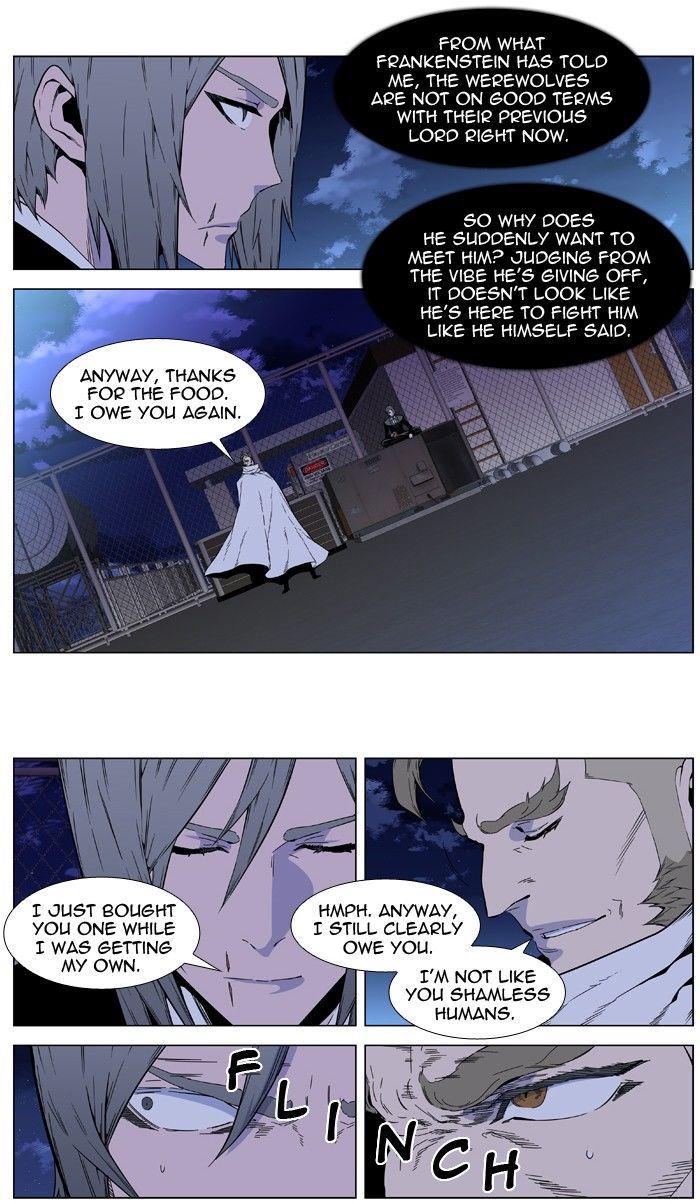 FROM WHAT
FRANKENSTEIN HAS TOLD
ME, THE WEREWOLVES
ARE NOT ON GOOD TERMS
WITH THEIR PREVIOUS
LORD RIGHT NOW.
SO WHY DOES
HE SUDDENLY WANT TO
MEET HIM? JUDGING FROM
THE VIBE HE'S GIVING OFF,
IT DOESN'T LOOK LIKE
HE'S HERE TO FIGHT HIM
LIKE HE HIMSELF SAID.
ANYWAY, THANKS
FOR THE FOOD.
I OWE YOU AGAIN.
DANGER
I JUST BOUGHT
YOU ONE WHILE
I WAS GETTING
MY OWN.
HMPH. ANYWAY,
I STILL CLEARLY
OWE YOU.
I'M NOT LIKE
YOU SHAMLESS
HUMANS.
FLINCH